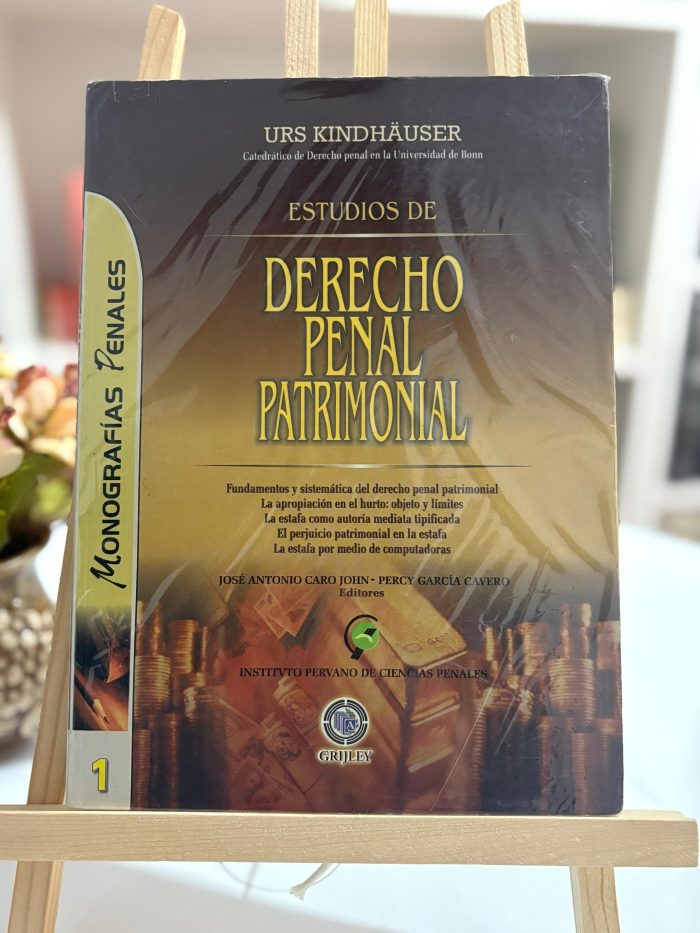 URS KINDHÄUSER
Catedrático de Derecho penal en la Universidad de Bonn
ESTUDIOS DE
DERECHO
PENAL
PATRIMONIAL
Fundamentos y sistemática del derecho penal patrimonial
La apropiación en el hurto: objeto y límites
La estafa como autoría mediata tipificada
El perjuicio patrimonial en la estafa
La estafa por medio de computadoras
JOSÉ ANTONIO CARO JOHN - PERCY GARCÍA CAVERO
Editores
INSTITVTO PERVANO DE CIENCIAS PENALES
GRIJLEY
MONOGRAFÍAS PENALES
1